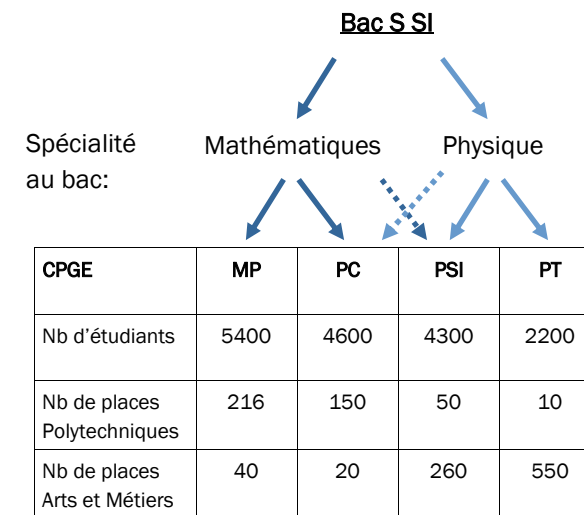 Bac S SI
Spécialité Mathématiques Physique
au bac:
CPGE MP PC PSI PT
Nb d'étudiants 5400 4600 4300 2200
Nb de places 216 150 50 10
Polytechniques
Nb de places 40 20 260 550
Arts et Métiers